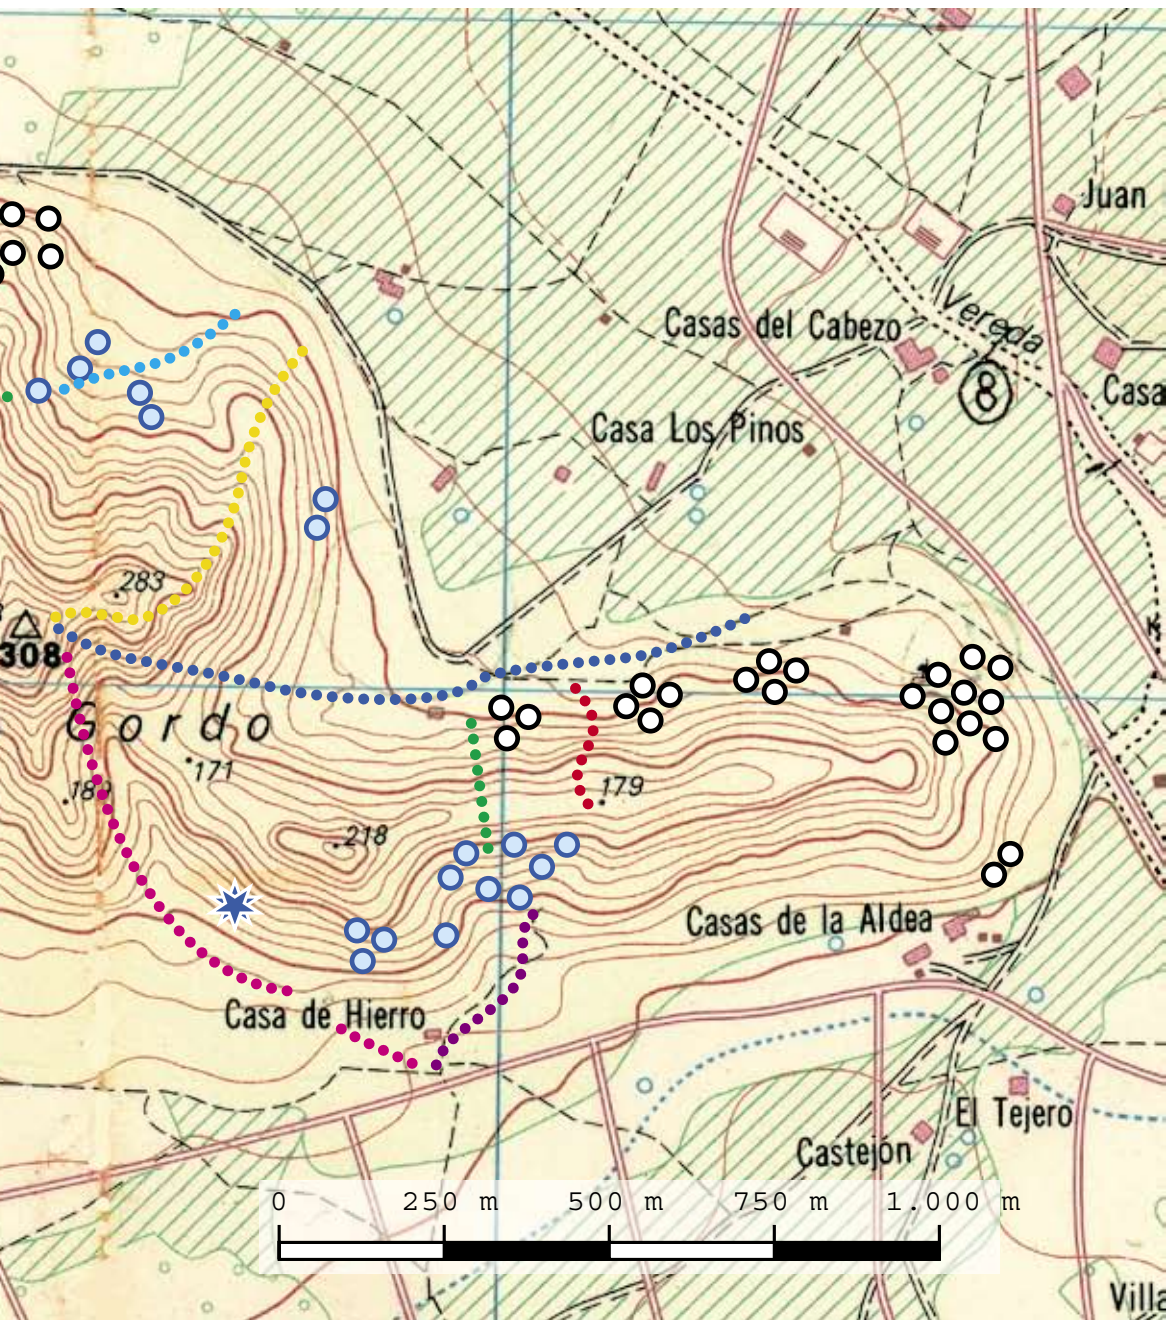 Juan
Casas del Cabezo
Vereda
8
Casa
Casa Los Pinos
283
308
Gordo
171
189
179
218
Casas de la Aldea
Casa de Hierro
El Tejero
Castejón
0 250 m 500 m 750 m 1.000 m
Villa